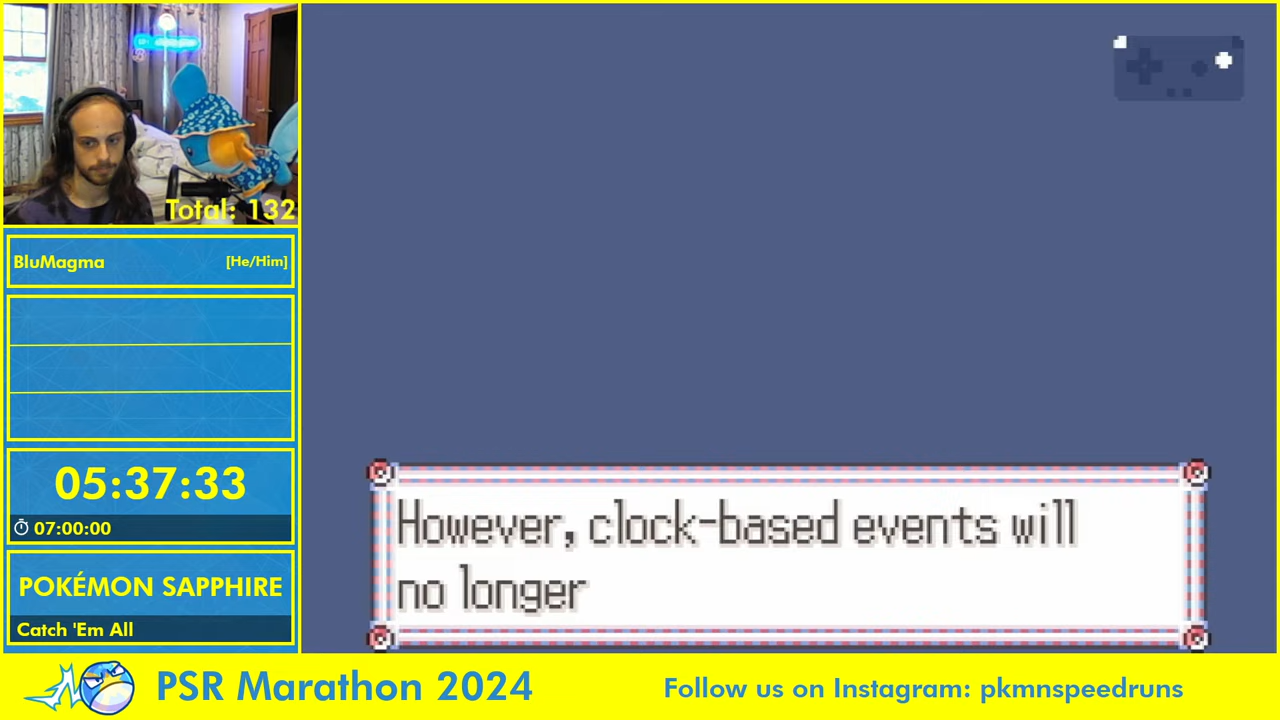 Total: 132
BluMagma [He/Him]
05:37:33
07:00:00
POKÉMON SAPPHIRE
Catch 'Em All
However, clock-based events will
no longer
PSR Marathon 2024
Follow us on Instagram: pkmnspeedruns